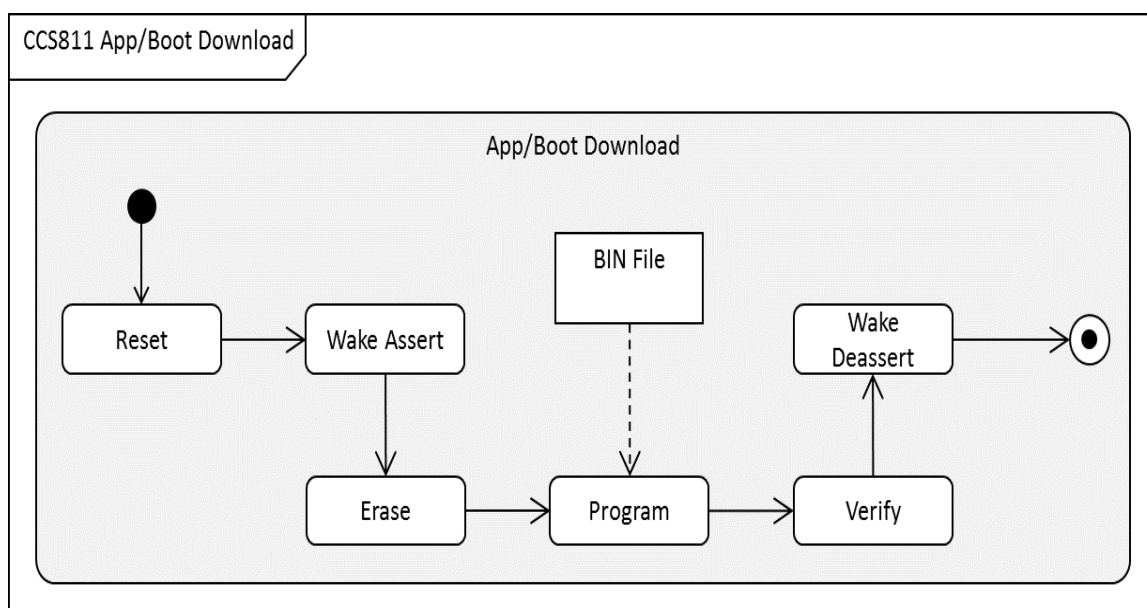 CCS811 App/Boot Download
App/Boot Download
BIN File
Reset
Wake Assert
Wake
Deassert
Erase
Program
Verify